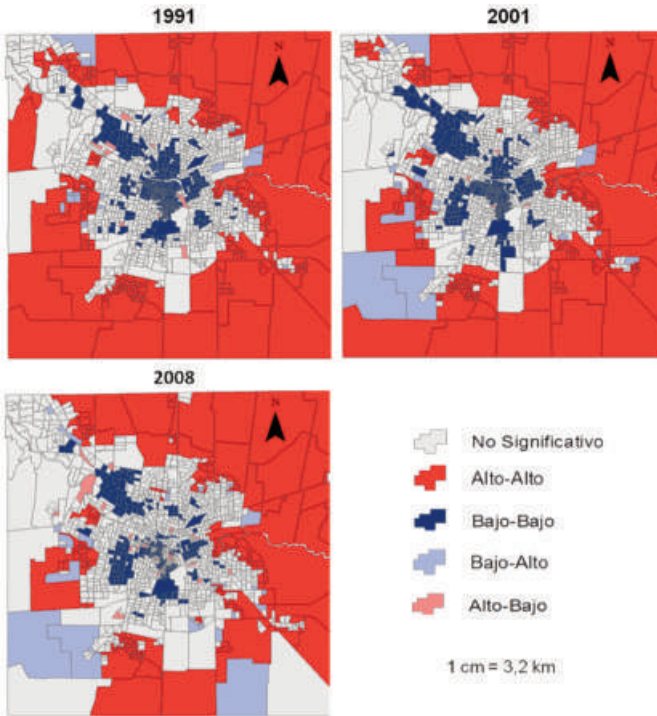 1991
2001
N
N
2008
N
No Significativo
Alto-Alto
Bajo-Bajo
Bajo-Alto
Alto-Bajo
1 cm = 3,2 km